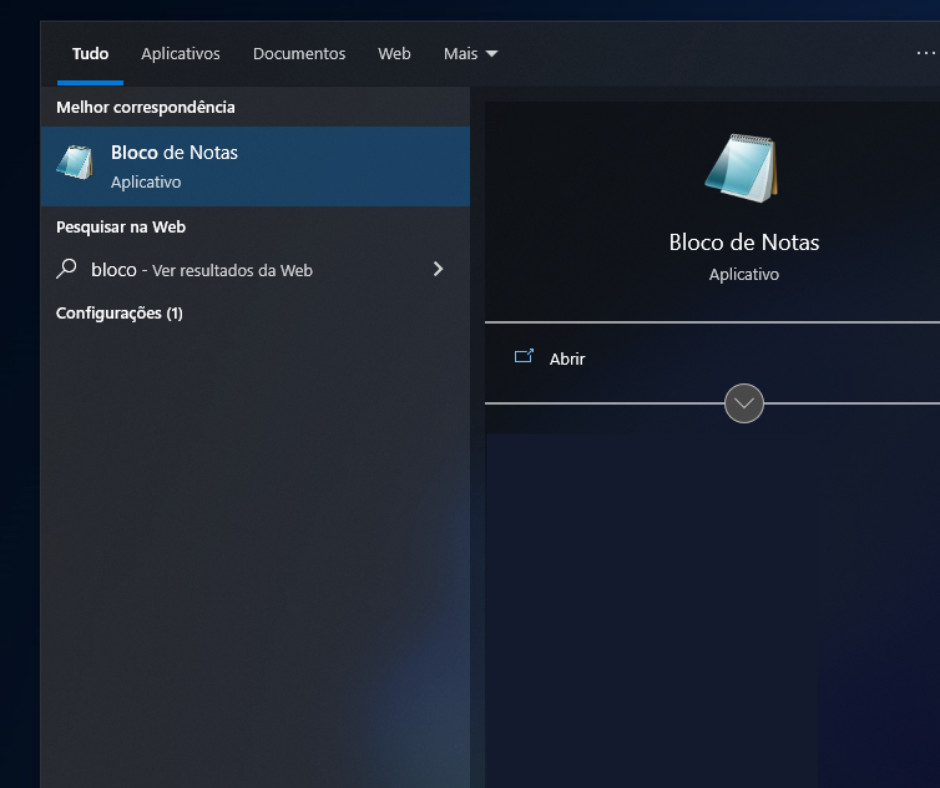 Tudo Aplicativos Documentos Web Mais
Melhor correspondência
Bloco de Notas
Aplicativo
Pesquisar na Web
bloco - Ver resultados da Web
Configurações (1)
Bloco de Notas
Aplicativo
Abrir